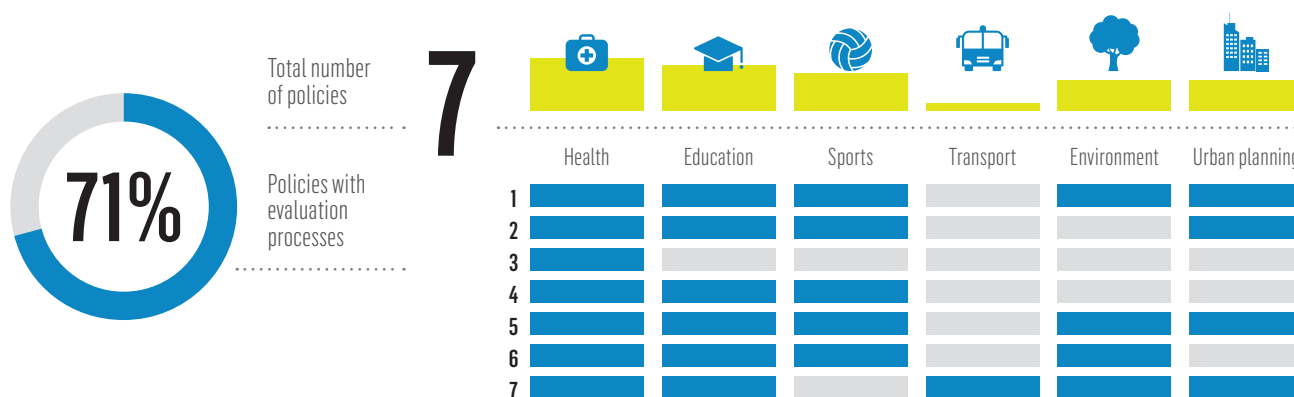 Total number
of policies
7
71%
Policies with
evaluation
processes
Health Education Sports Transport Environment Urban planning
1
2
3
4
5
6
7